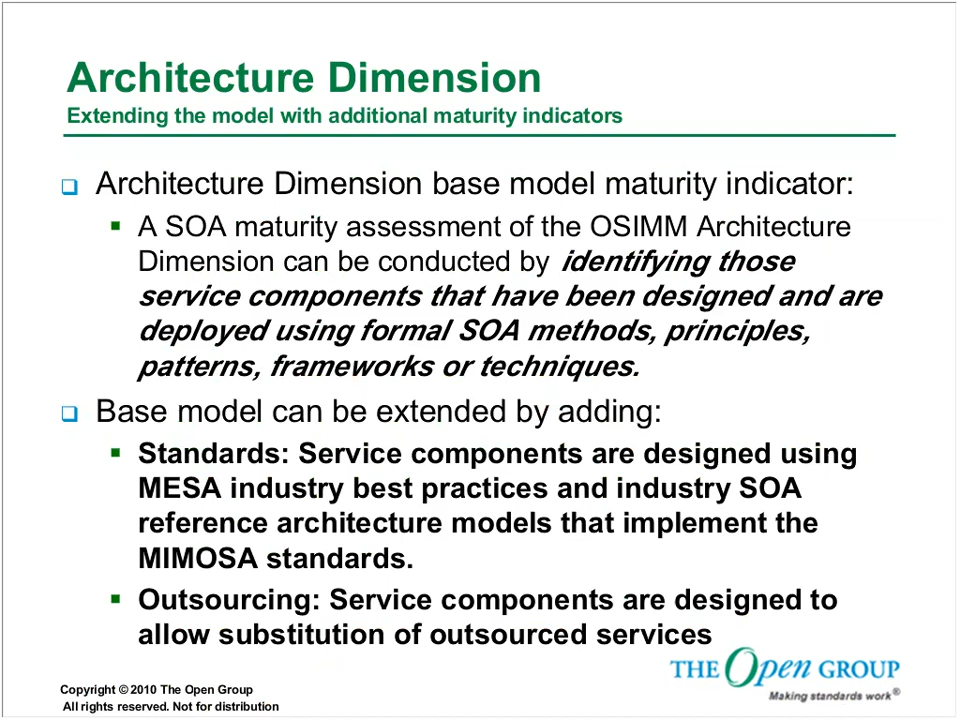 Architecture Dimension
Extending the model with additional maturity indicators
Architecture Dimension base model maturity indicator:
A SOA maturity assessment of the OSIMM Architecture
Dimension can be conducted by identifying those
service components that have been designed and are
deployed using formal SOA methods, principles,
patterns, frameworks or techniques.
Base model can be extended by adding:
Standards: Service components are designed using
MESA industry best practices and industry SOA
reference architecture models that implement the
MIMOSA standards.
Outsourcing: Service components are designed to
allow substitution of outsourced services
THE Open GROUP
Making standards work®
Copyright © 2010 The Open Group
All rights reserved. Not for distribution